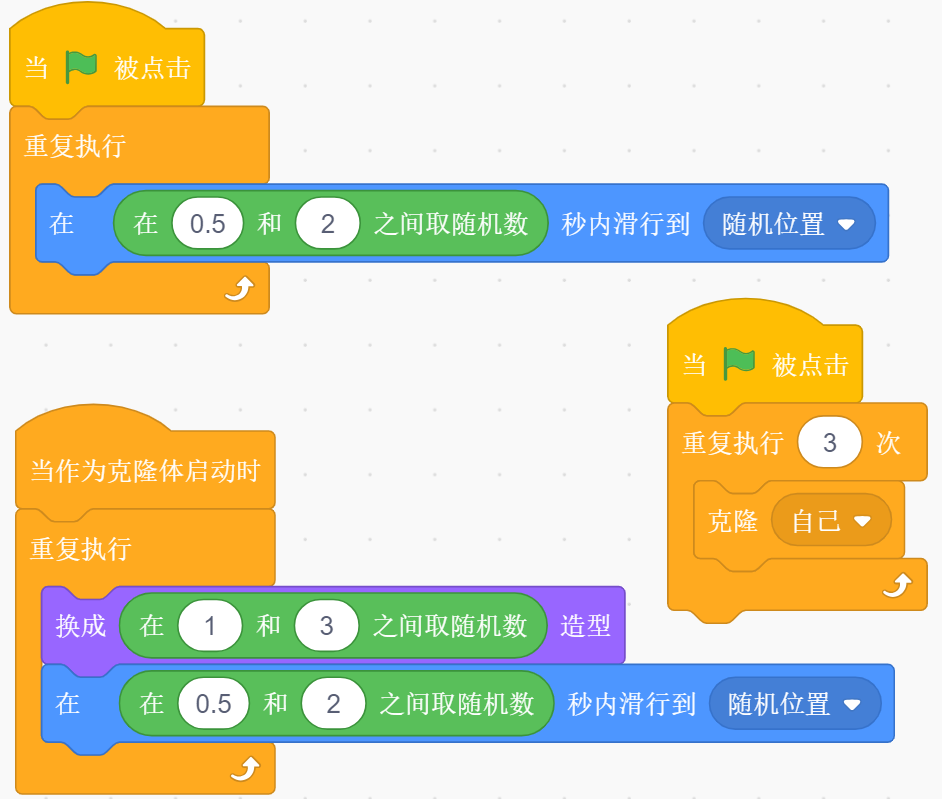 当 被点击
重复执行
在 在 0.5 和 2 之间取随机数 秒内滑行到 随机位置
当 被点击
重复执行 3 次
克隆 自己
当作为克隆体启动时
重复执行
换成 在 1 和 3 之间取随机数 造型
在 在 0.5 和 2 之间取随机数 秒内滑行到 随机位置